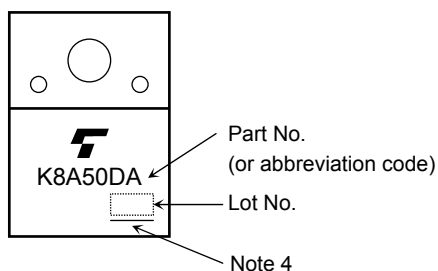 K8A50DA
Part No.
(or abbreviation code)
Lot No.
Note 4